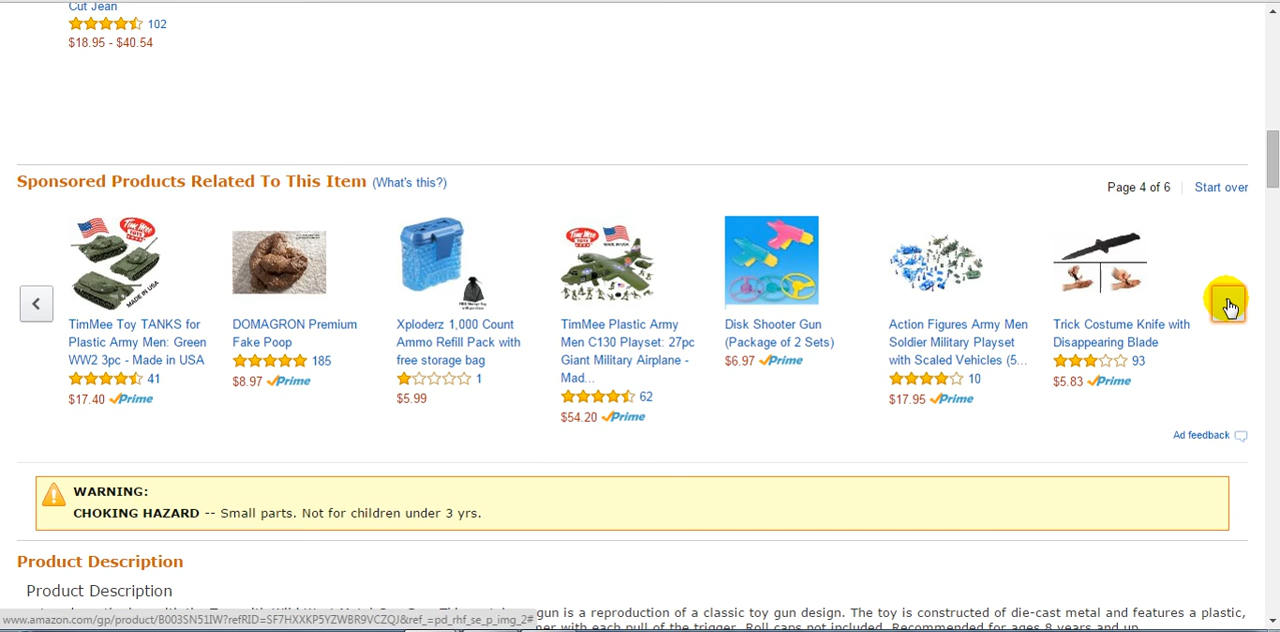 Cut Jean
102
$18.95 - $40.54
Sponsored Products Related To This Item (What's this?)
Page 4 of 6 Start over
TimMee Toy TANKS for
Plastic Army Men: Green
WW2 3pc - Made in USA
41
$17.40 Prime
DOMAGRON Premium
Fake Poop
185
$8.97 Prime
Xploderz 1,000 Count
Ammo Refill Pack with
free storage bag
1
$5.99
TimMee Plastic Army
Men C130 Playset: 27pc
Giant Military Airplane -
Mad...
62
$54.20 Prime
Disk Shooter Gun
(Package of 2 Sets)
$6.97 Prime
Action Figures Army Men
Soldier Military Playset
with Scaled Vehicles (5...
10
$17.95 Prime
Trick Costume Knife with
Disappearing Blade
93
$5.83 Prime
Ad feedback
WARNING:
CHOKING HAZARD -- Small parts. Not for children under 3 yrs.
Product Description
Product Description
gun is a reproduction of a classic toy gun design. The toy is constructed of die-cast metal and features a plastic,
with each pull of the trigger. Roll caps not included. Recommended for ages 8 years and up.
www.amazon.com/gp/product/B003SN51IW?refRID=SF7HXXKP5YZWBR9VCZQJ&ref_=pd_rhf_se_p_img_2#